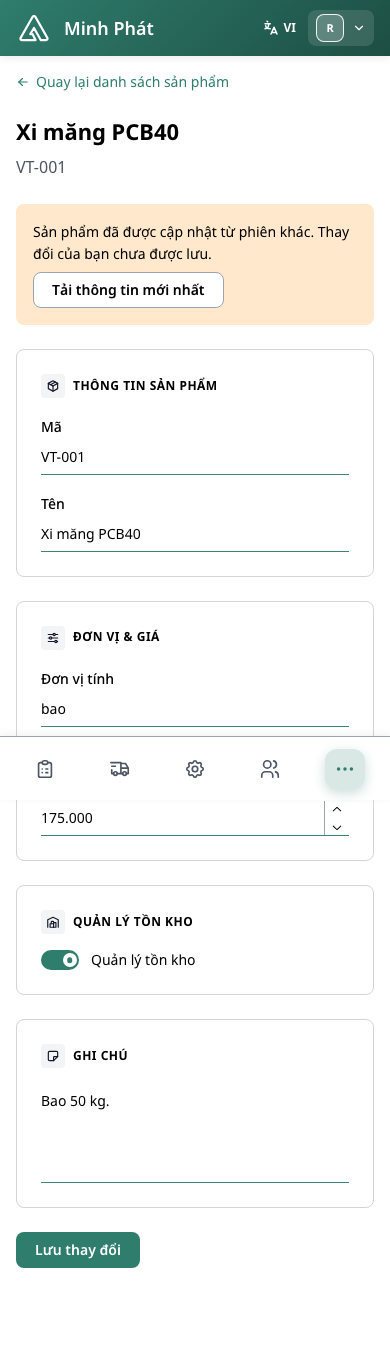 Minh Phát
VI
R
Quay lại danh sách sản phẩm
Xi măng PCB40
VT-001
Sản phẩm đã được cập nhật từ phiên khác. Thay
đổi của bạn chưa được lưu.
Tải thông tin mới nhất
THÔNG TIN SẢN PHẨM
Mã
VT-001
Tên
Xi măng PCB40
ĐƠN VỊ & GIÁ
Đơn vị tính
bao
175.000
QUẢN LÝ TỒN KHO
Quản lý tồn kho
GHI CHÚ
Bao 50 kg.
Lưu thay đổi